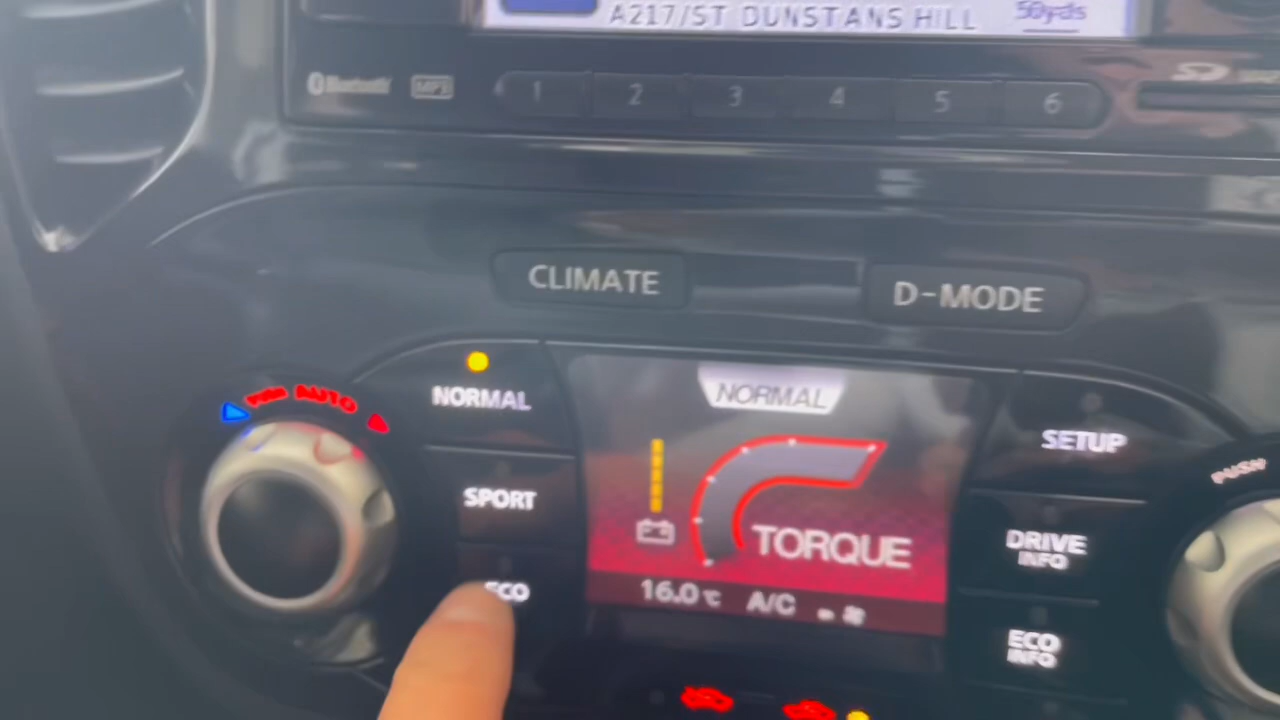 A217/ST DUNSTANS HILL
50yds
Bluetooth
MP3
1 2 3 4 5 6
CLIMATE
D-MODE
AUTO
NORMAL
NORMAL
SETUP
PUSH
SPORT
TORQUE
DRIVE
INFO
ECO
16.0℃ A/C
ECO
INFO